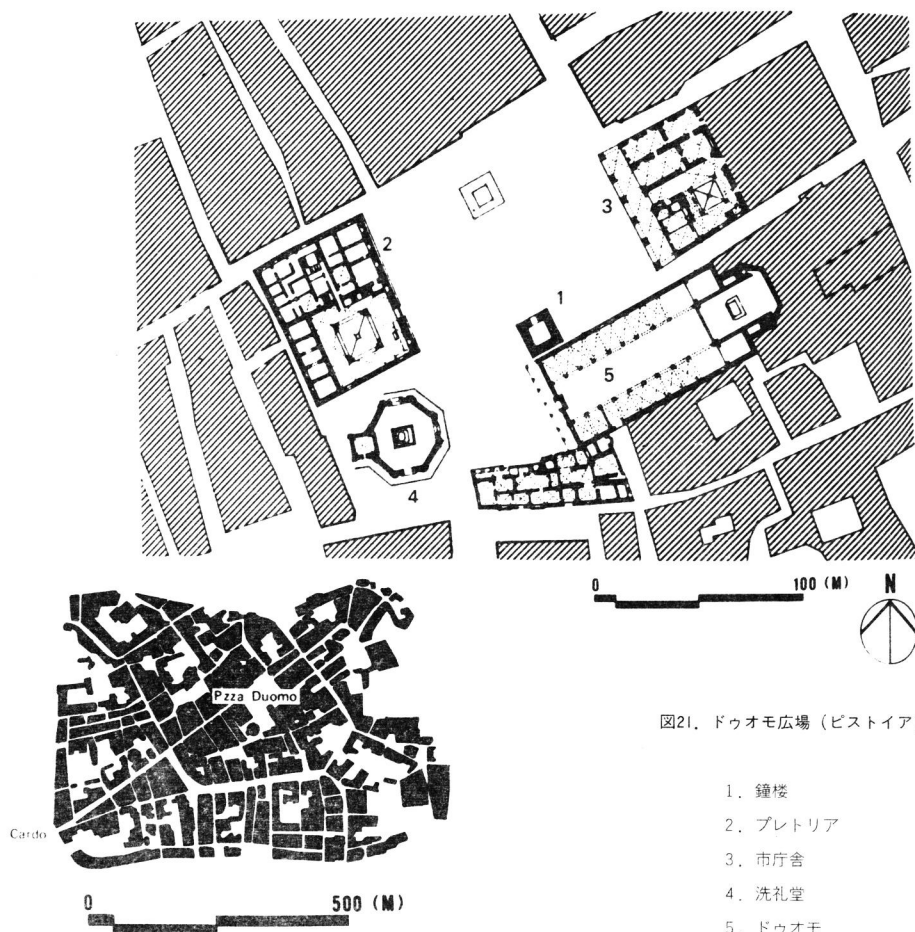 3
2
1
5
4
0 100 (M)
N
Pzza Duomo
Cardo
0 500 (M)
図21. ドゥオモ広場 (ピストイア
1. 鐘楼
2. プレトリア
3. 市庁舎
4. 洗礼堂
5. ドゥオモ